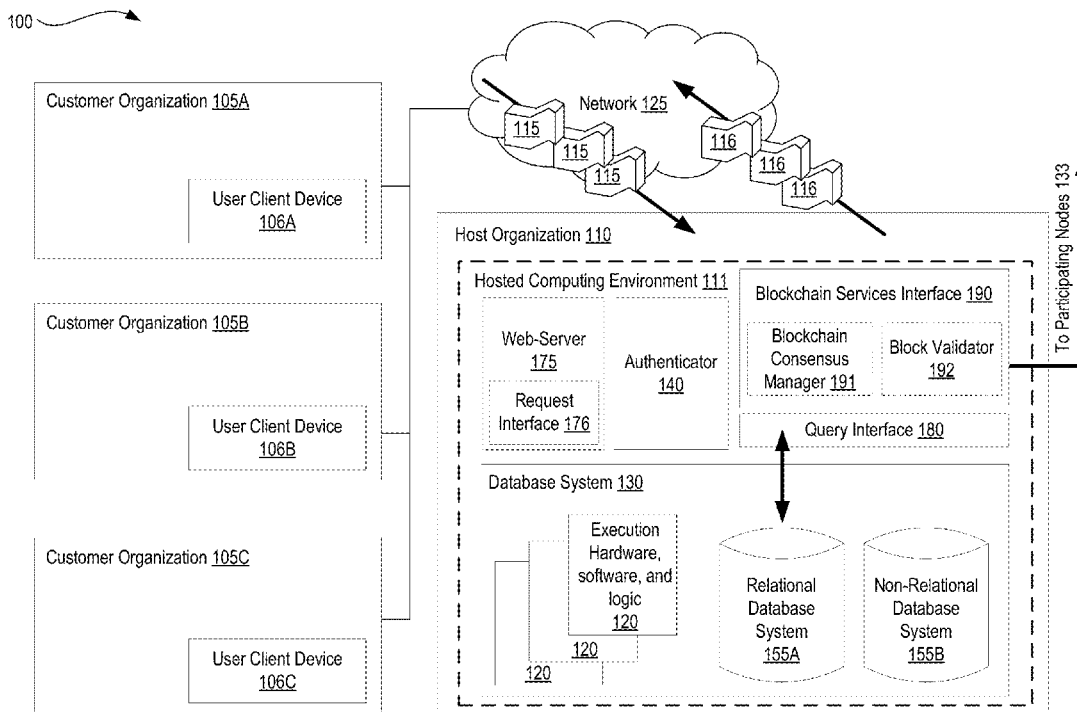 100
Customer Organization 105A
User Client Device
106A
Customer Organization 105B
User Client Device
106B
Customer Organization 105C
User Client Device
106C
Network 125
115
115
115
116
116
116
To Participating Nodes 133
Host Organization 110
Hosted Computing Environment 111
Web-Server
175
Request
Interface 176
Authenticator
140
Blockchain Services Interface 190
Blockchain
Consensus
Manager 191
Block Validator
192
Query Interface 180
Database System 130
Execution
Hardware,
software, and
logic
120
120
120
Relational
Database
System
155A
Non-Relational
Database
System
155B